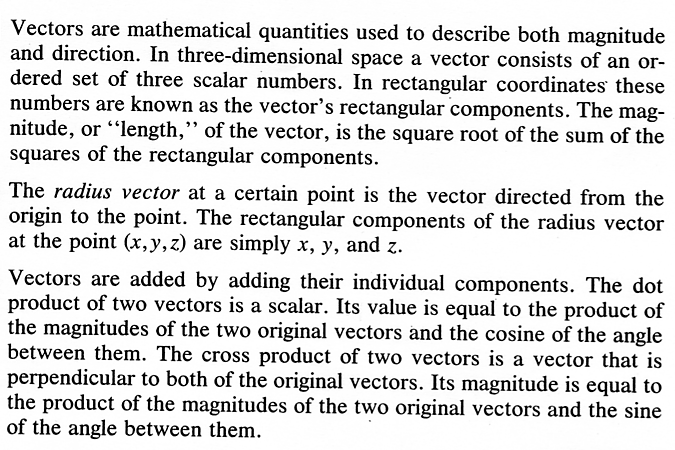 Vectors are mathematical quantities used to describe both magnitude
and direction. In three-dimensional space a vector consists of an or-
dered set of three scalar numbers. In rectangular coordinates these
numbers are known as the vector's rectangular components. The mag-
nitude, or ‘‘length,’’ of the vector, is the square root of the sum of the
squares of the rectangular components.
The radius vector at a certain point is the vector directed from the
origin to the point. The rectangular components of the radius vector
at the point (x,y,z) are simply x, y, and z.
Vectors are added by adding their individual components. The dot
product of two vectors is a scalar. Its value is equal to the product of
the magnitudes of the two original vectors and the cosine of the angle
between them. The cross product of two vectors is a vector that is
perpendicular to both of the original vectors. Its magnitude is equal to
the product of the magnitudes of the two original vectors and the sine
of the angle between them.